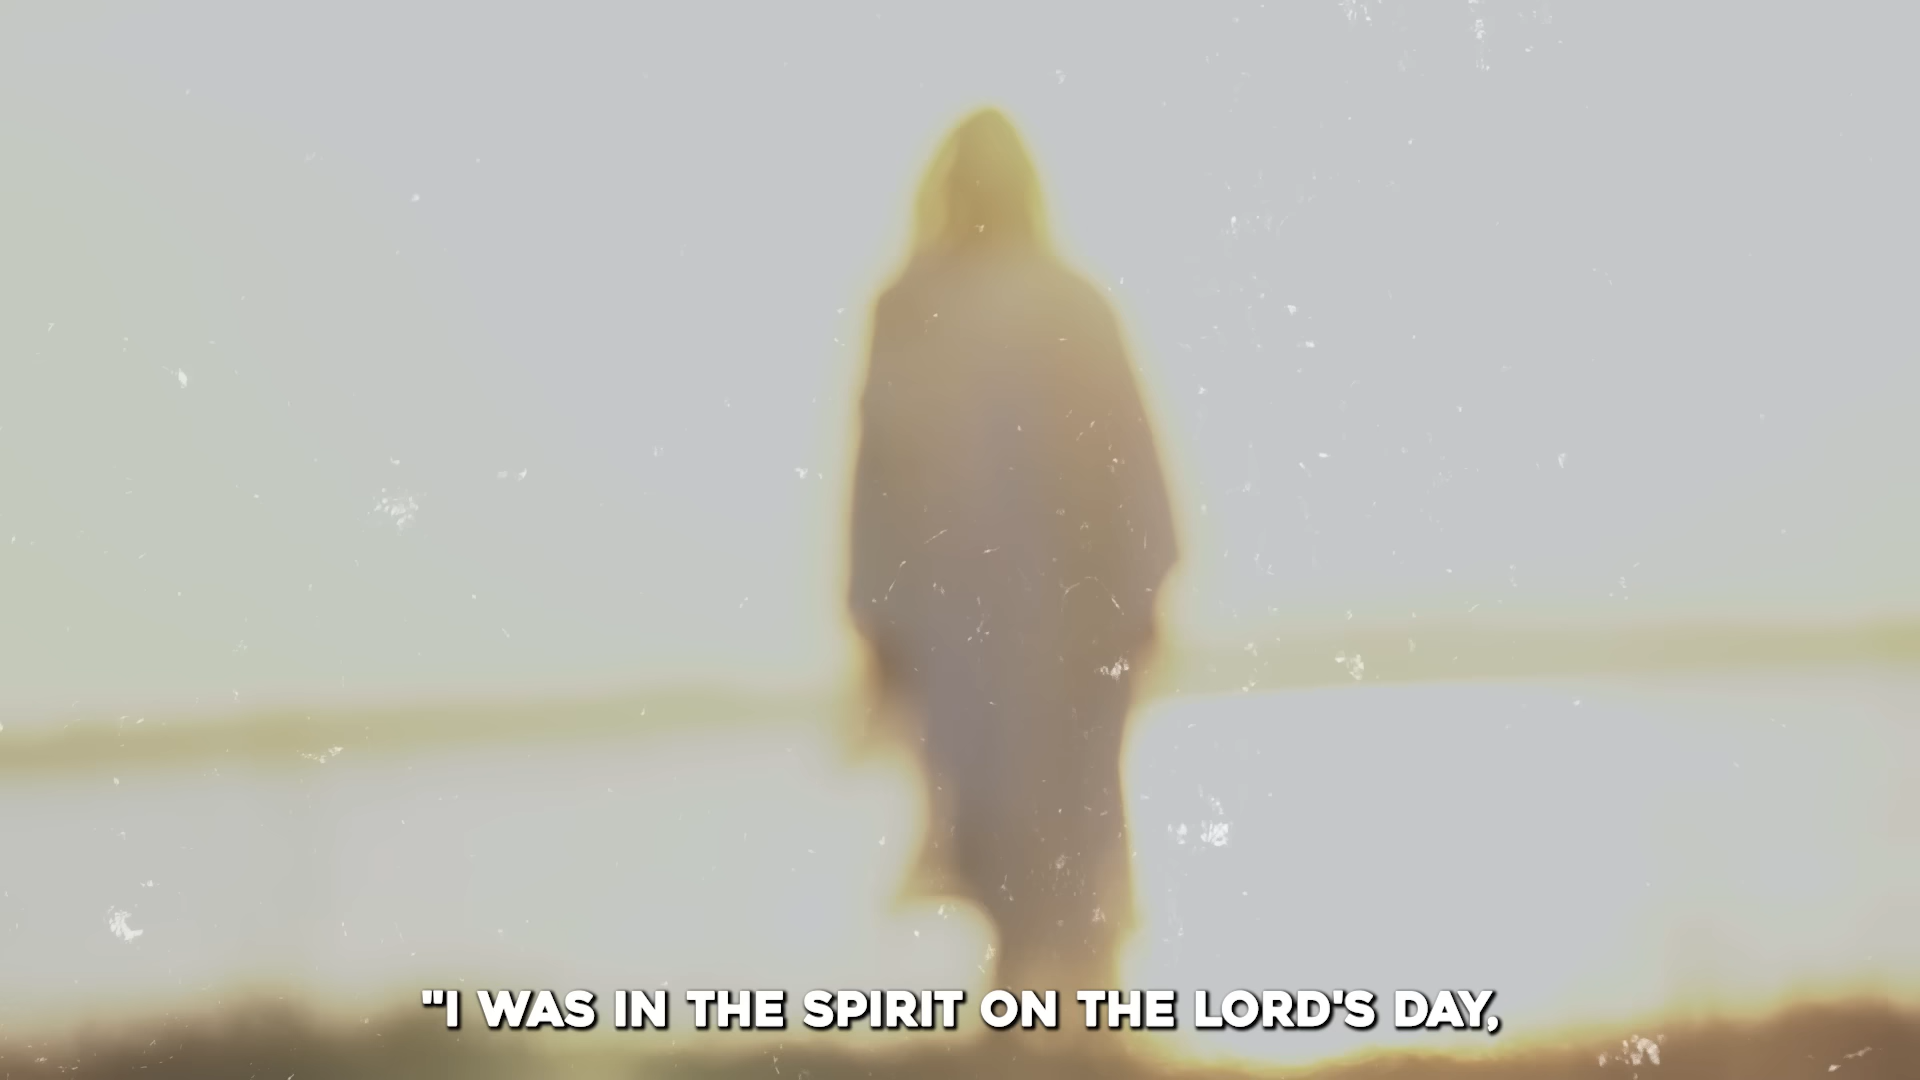 "I WAS IN THE SPIRIT ON THE LORD'S DAY,